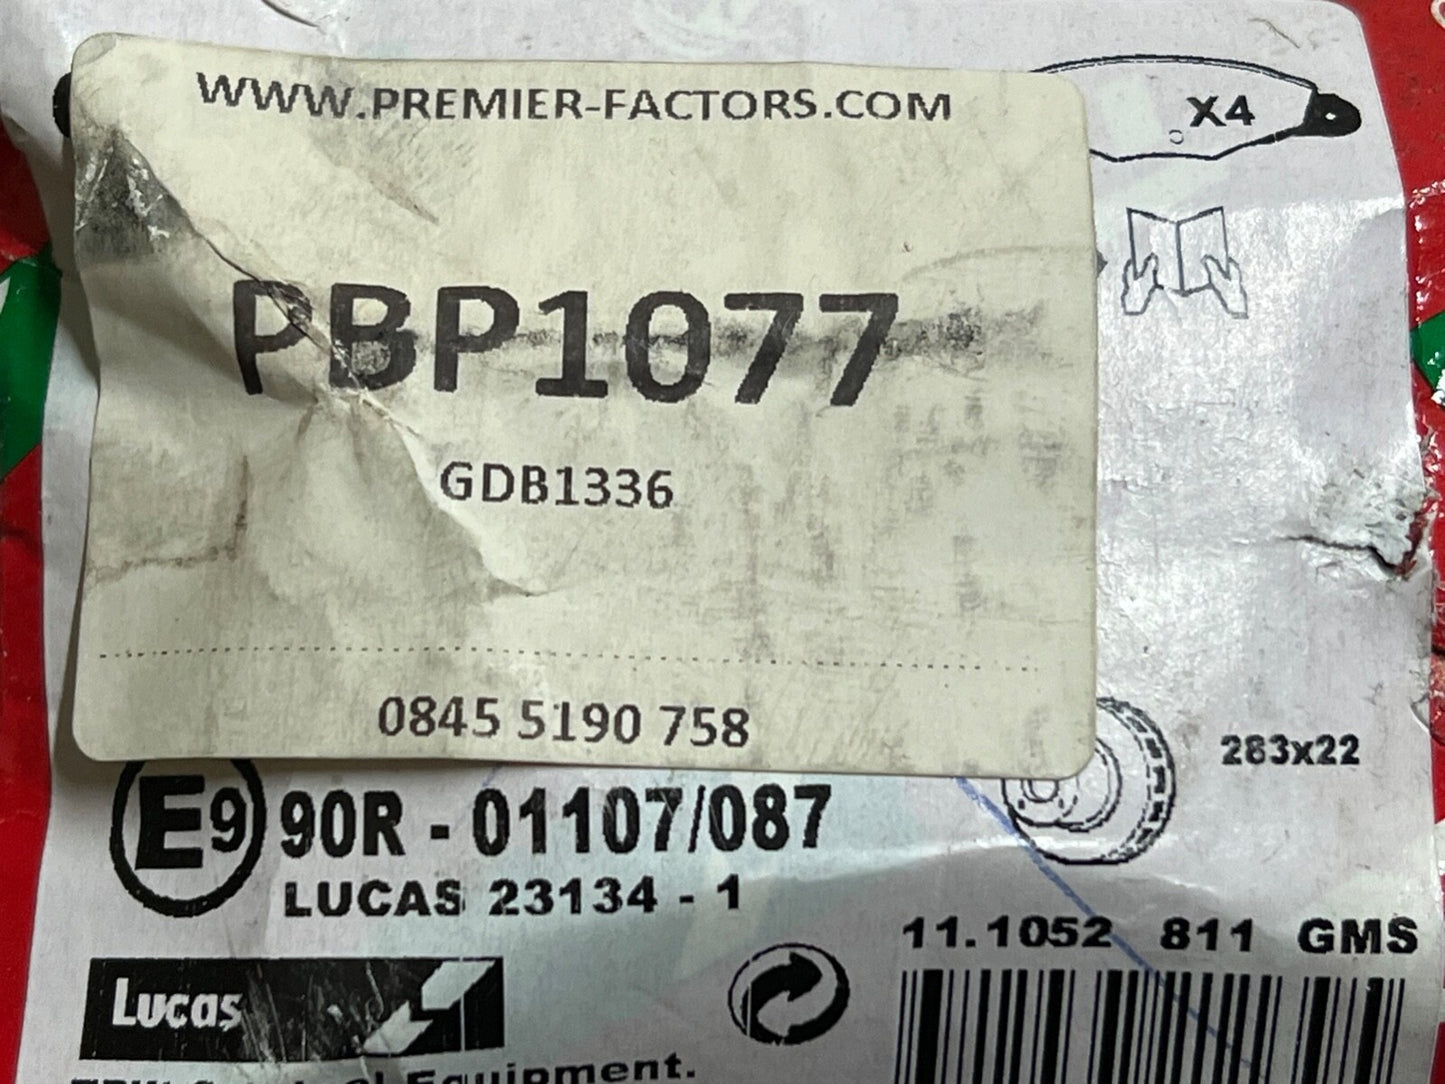 WWW.PREMIER-FACTORS.COM
X4
PBP1077
GDB1336
0845 5190 758
283x22
E9 90R - 01107/087
LUCAS 23134 - 1
11.1052 811 GMS
Lucas
Equipment.